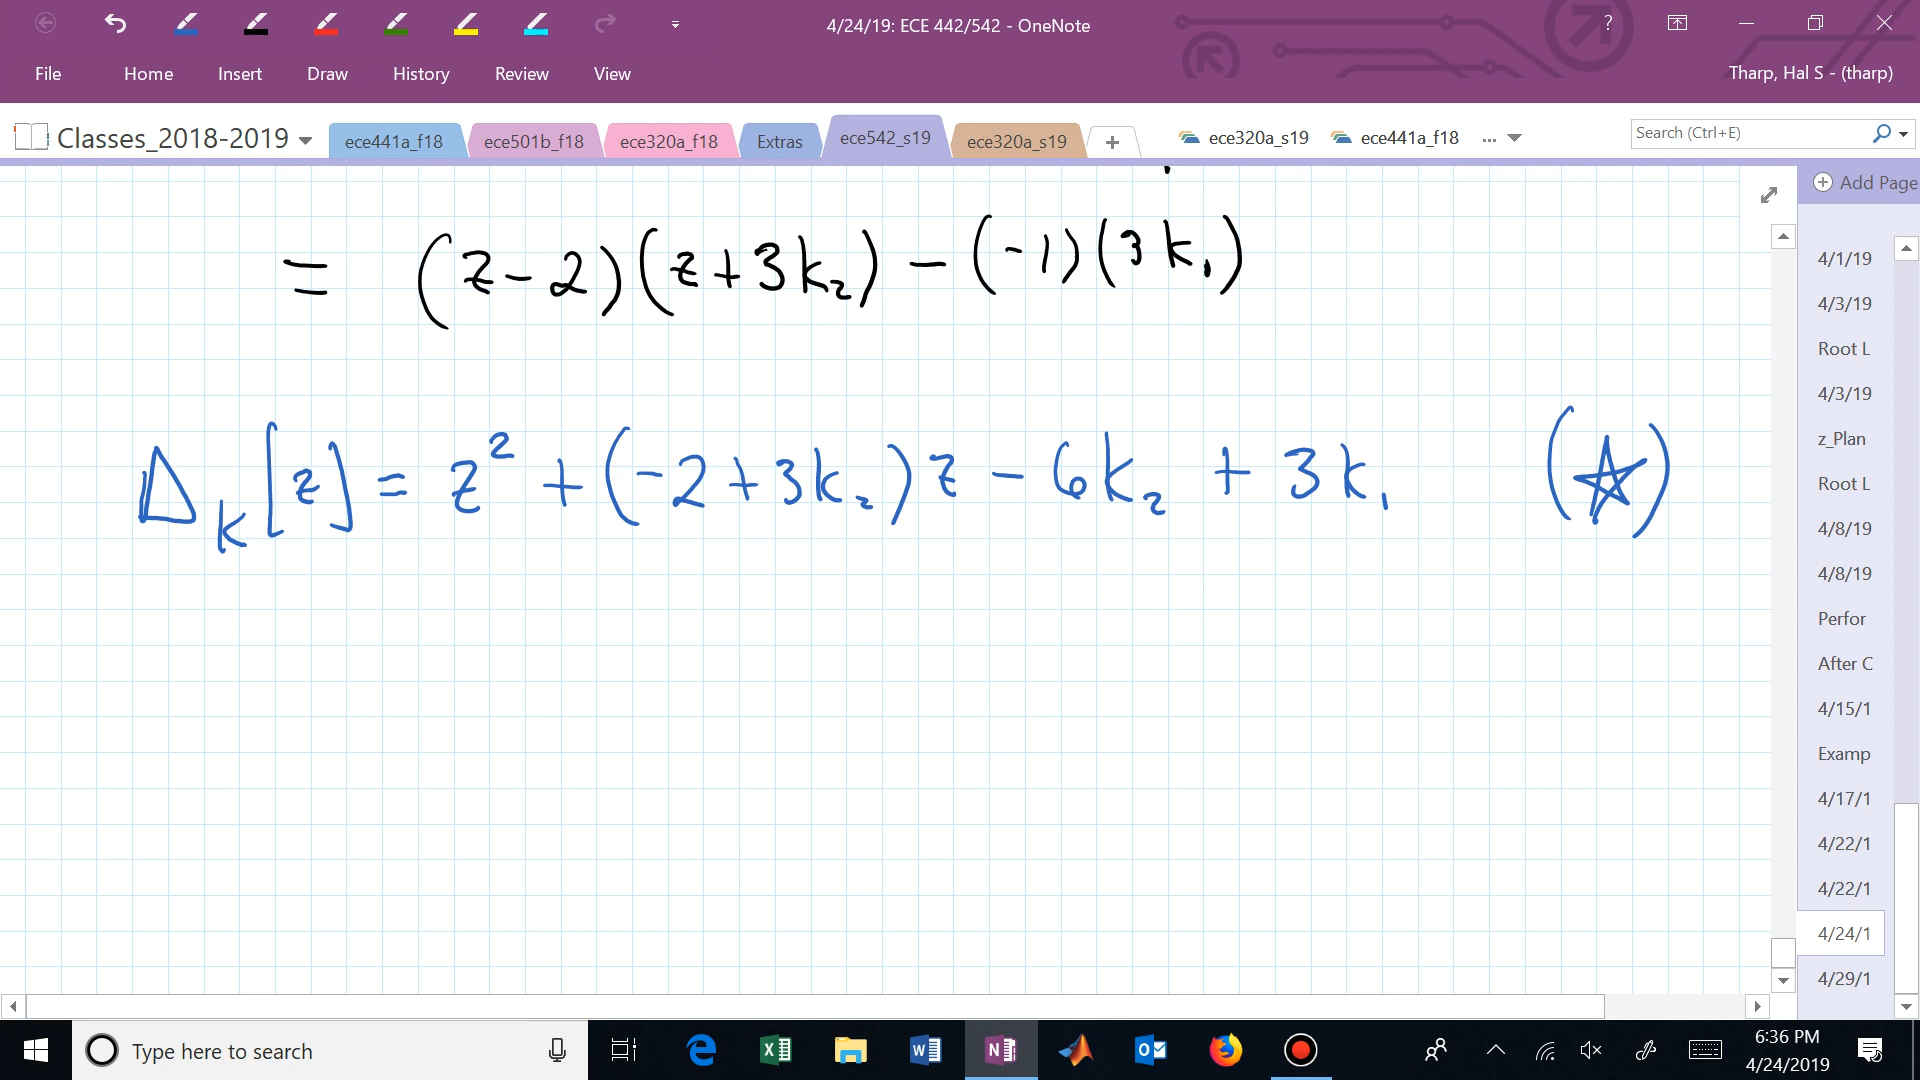 4/24/19: ECE 442/542 - OneNote
?
File Home Insert Draw History Review View
Tharp, Hal S - (tharp)
Classes_2018-2019
ece441a_f18 ece501b_f18 ece320a_f18 Extras ece542_s19 ece320a_s19 +
ece320a_s19 ece441a_f18 ...
Search (Ctrl+E)
Add Page
= (z-2)(z+3k₂) - (-1)(3k₁)
Δ_K[z] = z² + (-2+3k₂)z - 6k₂ + 3k₁ (☆)
4/1/19
4/3/19
Root L
4/3/19
z_Plan
Root L
4/8/19
4/8/19
Perfor
After C
4/15/1
Examp
4/17/1
4/22/1
4/22/1
4/24/1
4/29/1
Type here to search
6:36 PM
4/24/2019